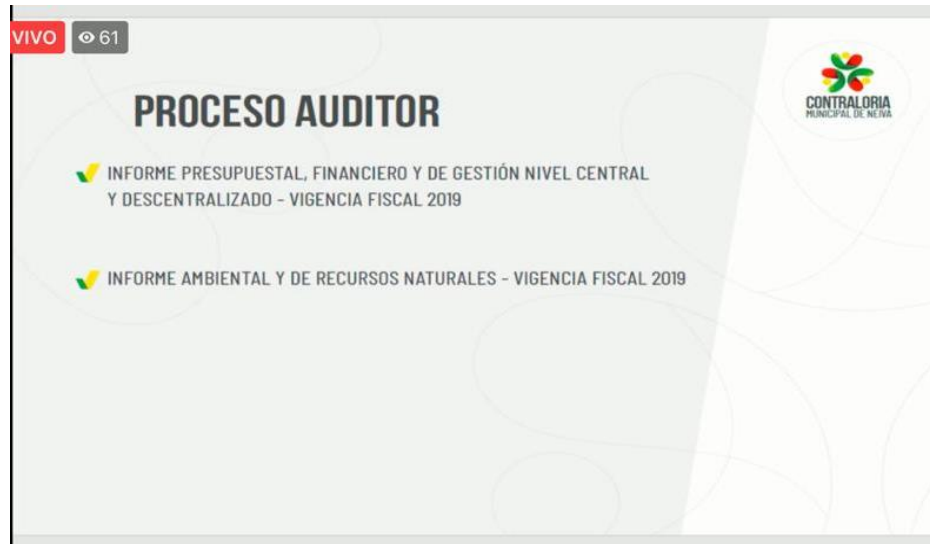 VIVO 61
CONTRALORIA
MUNICIPAL DE NEIVA
PROCESO AUDITOR
INFORME PRESUPUESTAL, FINANCIERO Y DE GESTIÓN NIVEL CENTRAL
Y DESCENTRALIZADO - VIGENCIA FISCAL 2019
INFORME AMBIENTAL Y DE RECURSOS NATURALES - VIGENCIA FISCAL 2019